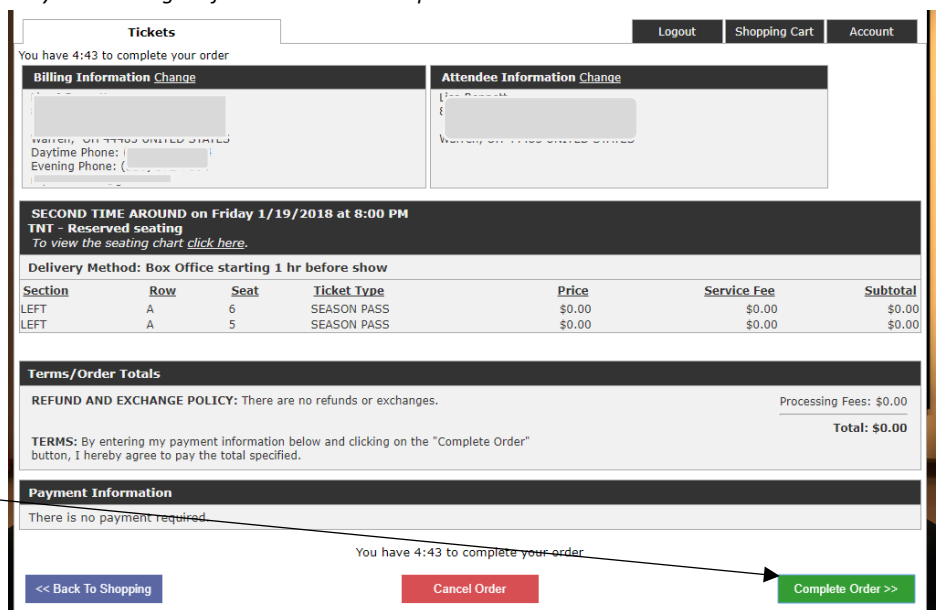 Tickets
Logout Shopping Cart Account
You have 4:43 to complete your order
Billing Information Change
Attendee Information Change
UNITED STATES
Daytime Phone: (
Evening Phone: (
SECOND TIME AROUND on Friday 1/19/2018 at 8:00 PM
TNT - Reserved seating
To view the seating chart click here.
Delivery Method: Box Office starting 1 hr before show
Section Row Seat Ticket Type Price Service Fee Subtotal
LEFT A 6 SEASON PASS $0.00 $0.00 $0.00
LEFT A 5 SEASON PASS $0.00 $0.00 $0.00
Terms/Order Totals
REFUND AND EXCHANGE POLICY: There are no refunds or exchanges.
Processing Fees: $0.00
Total: $0.00
TERMS: By entering my payment information below and clicking on the "Complete Order"
button, I hereby agree to pay the total specified.
Payment Information
There is no payment required.
You have 4:43 to complete your order
<< Back To Shopping Cancel Order Complete Order >>